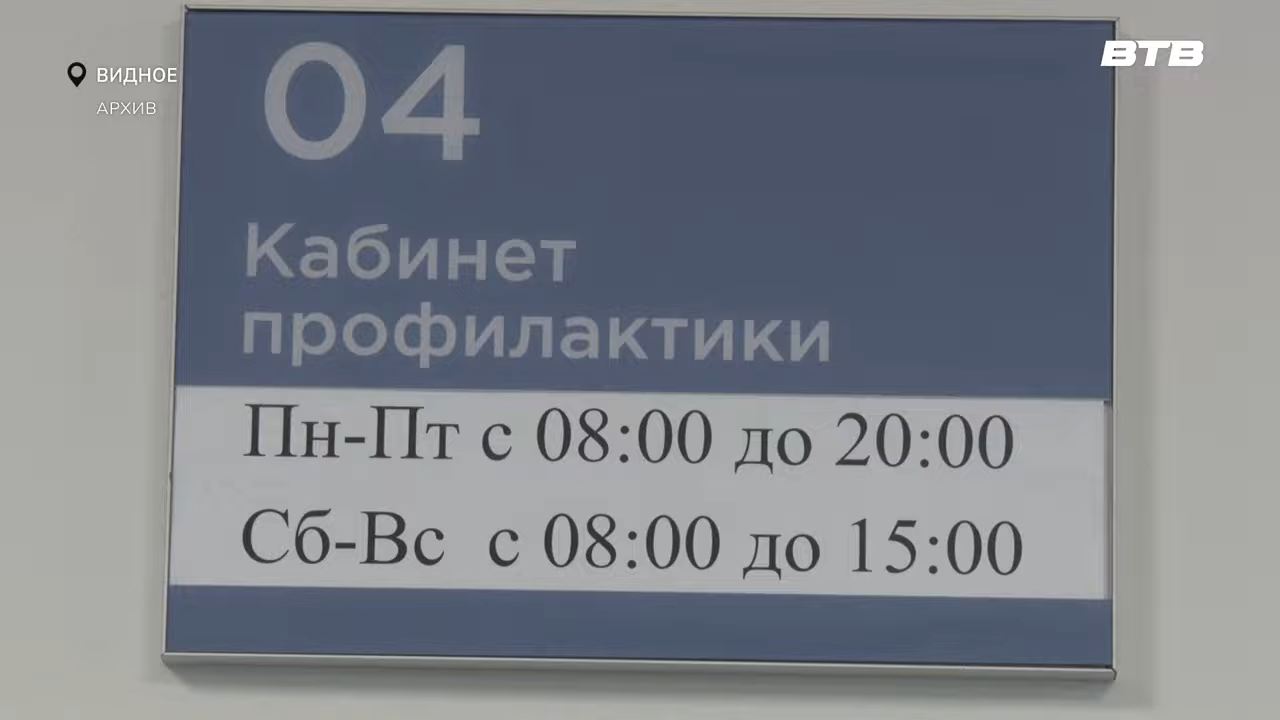 ВИДНОЕ
АРХИВ
ВТВ
04
Кабинет
профилактики
Пн-Пт с 08:00 до 20:00
Сб-Вс с 08:00 до 15:00